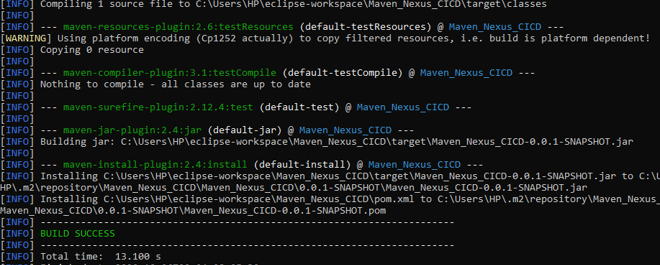 [INFO] Compiling 1 source file to C:\Users\HP\eclipse-workspace\Maven_Nexus_CICD\target\classes
[INFO]
[INFO] --- maven-resources-plugin:2.6:testResources (default-testResources) @ Maven_Nexus_CICD ---
[WARNING] Using platform encoding (Cp1252 actually) to copy filtered resources, i.e. build is platform dependent!
[INFO] Copying 0 resource
[INFO]
[INFO] --- maven-compiler-plugin:3.1:testCompile (default-testCompile) @ Maven_Nexus_CICD ---
[INFO] Nothing to compile - all classes are up to date
[INFO]
[INFO] --- maven-surefire-plugin:2.12.4:test (default-test) @ Maven_Nexus_CICD ---
[INFO]
[INFO] --- maven-jar-plugin:2.4:jar (default-jar) @ Maven_Nexus_CICD ---
[INFO] Building jar: C:\Users\HP\eclipse-workspace\Maven_Nexus_CICD\target\Maven_Nexus_CICD-0.0.1-SNAPSHOT.jar
[INFO]
[INFO] --- maven-install-plugin:2.4:install (default-install) @ Maven_Nexus_CICD ---
[INFO] Installing C:\Users\HP\eclipse-workspace\Maven_Nexus_CICD\target\Maven_Nexus_CICD-0.0.1-SNAPSHOT.jar to C:\U
HP\.m2\repository\Maven_Nexus_CICD\Maven_Nexus_CICD\0.0.1-SNAPSHOT\Maven_Nexus_CICD-0.0.1-SNAPSHOT.jar
[INFO] Installing C:\Users\HP\eclipse-workspace\Maven_Nexus_CICD\pom.xml to C:\Users\HP\.m2\repository\Maven_Nexus_
Maven_Nexus_CICD\0.0.1-SNAPSHOT\Maven_Nexus_CICD-0.0.1-SNAPSHOT.pom
[INFO] ------------------------------------------------------------------------
[INFO] BUILD SUCCESS
[INFO] ------------------------------------------------------------------------
[INFO] Total time: 13.100 s